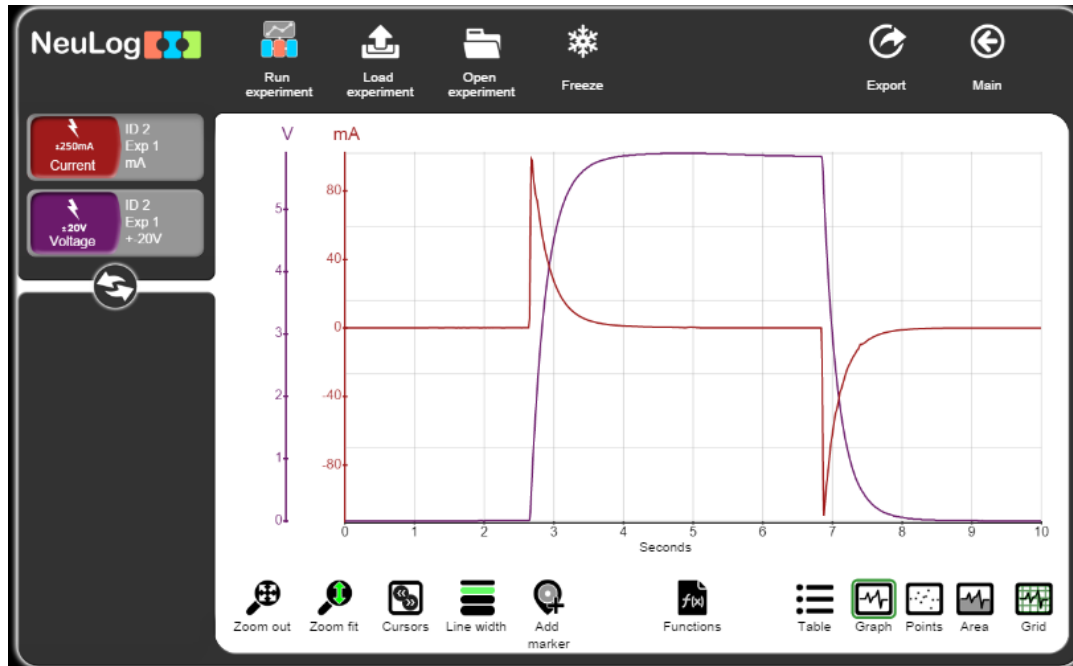 NeuLog
Run
experiment
Load
experiment
Open
experiment
Freeze
Export
Main
±250mA
Current
ID 2
Exp 1
mA
±20V
Voltage
ID 2
Exp 1
+-20V
V
mA
5
4
3
2
1
0
80
40
0
-40
-80
0
1
2
3
4
5
6
7
8
9
10
Seconds
Zoom out
Zoom fit
Cursors
Line width
Add
marker
f(x)
Functions
Table
Graph
Points
Area
Grid